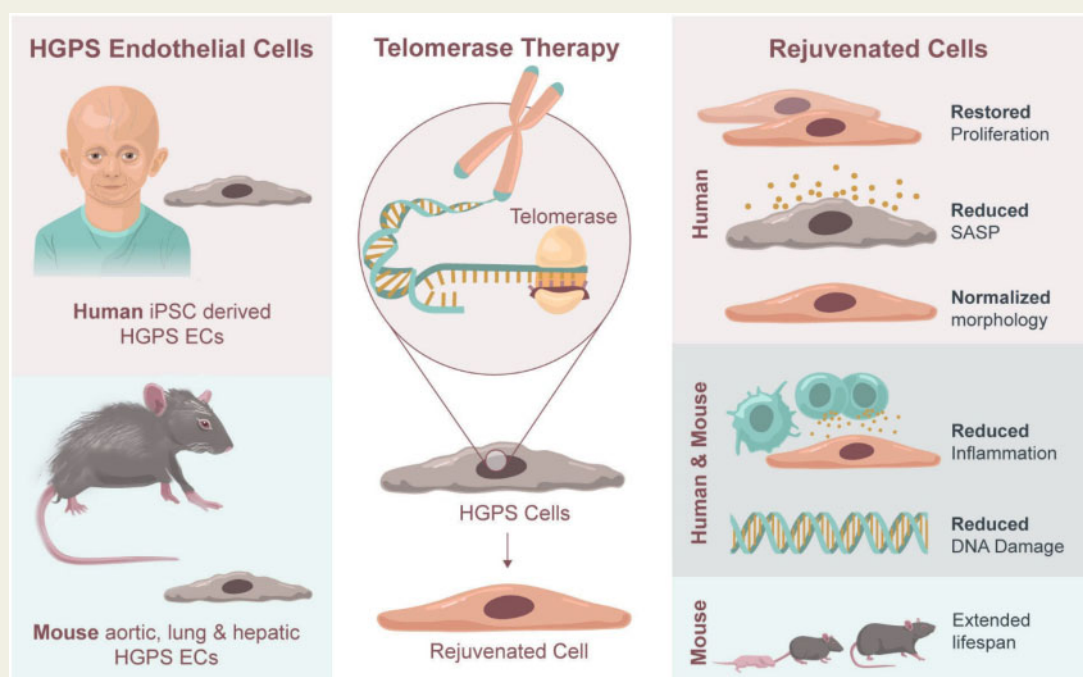 HGPS Endothelial Cells
Human iPSC derived
HGPS ECs
Mouse aortic, lung & hepatic
HGPS ECs
Telomerase Therapy
Telomerase
HGPS Cells
Rejuvenated Cell
Rejuvenated Cells
Human
Restored
Proliferation
Reduced
SASP
Normalized
morphology
Human & Mouse
Reduced
Inflammation
Reduced
DNA Damage
Mouse
Extended
lifespan